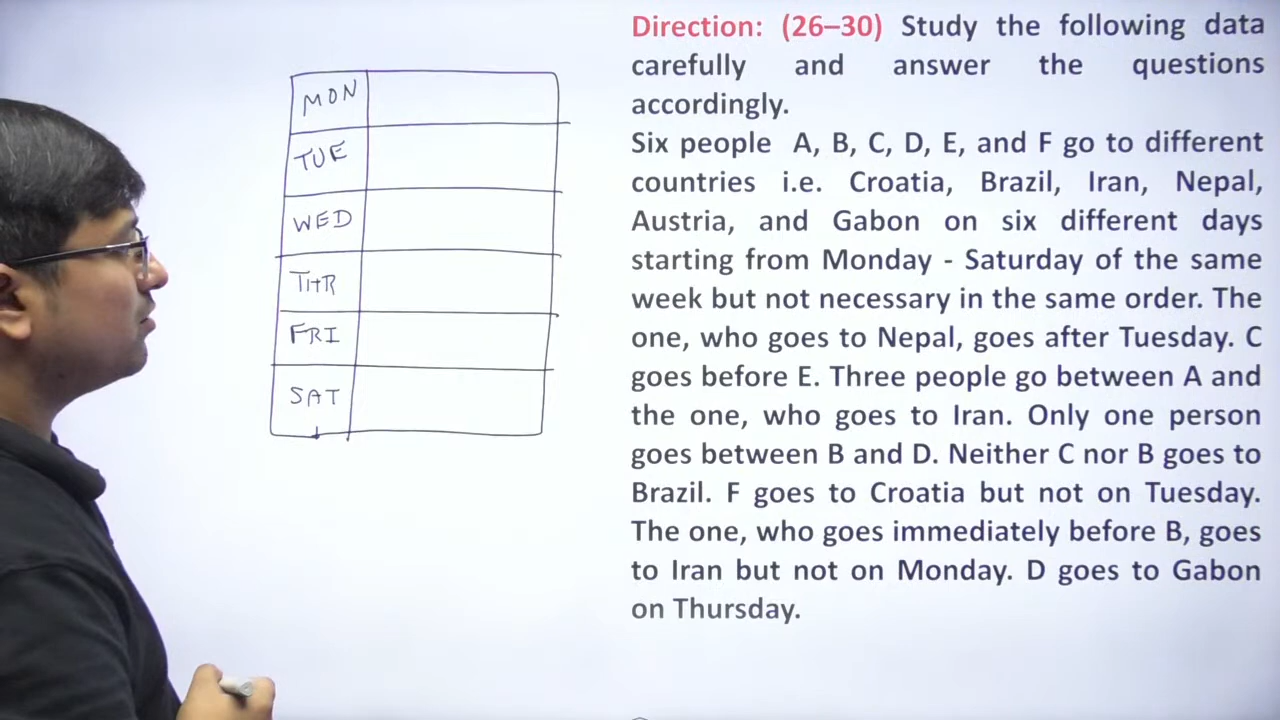 MON
TUE
WED
THR
FRI
SAT
Direction: (26–30) Study the following data
carefully and answer the questions
accordingly.
Six people A, B, C, D, E, and F go to different
countries i.e. Croatia, Brazil, Iran, Nepal,
Austria, and Gabon on six different days
starting from Monday - Saturday of the same
week but not necessary in the same order. The
one, who goes to Nepal, goes after Tuesday. C
goes before E. Three people go between A and
the one, who goes to Iran. Only one person
goes between B and D. Neither C nor B goes to
Brazil. F goes to Croatia but not on Tuesday.
The one, who goes immediately before B, goes
to Iran but not on Monday. D goes to Gabon
on Thursday.